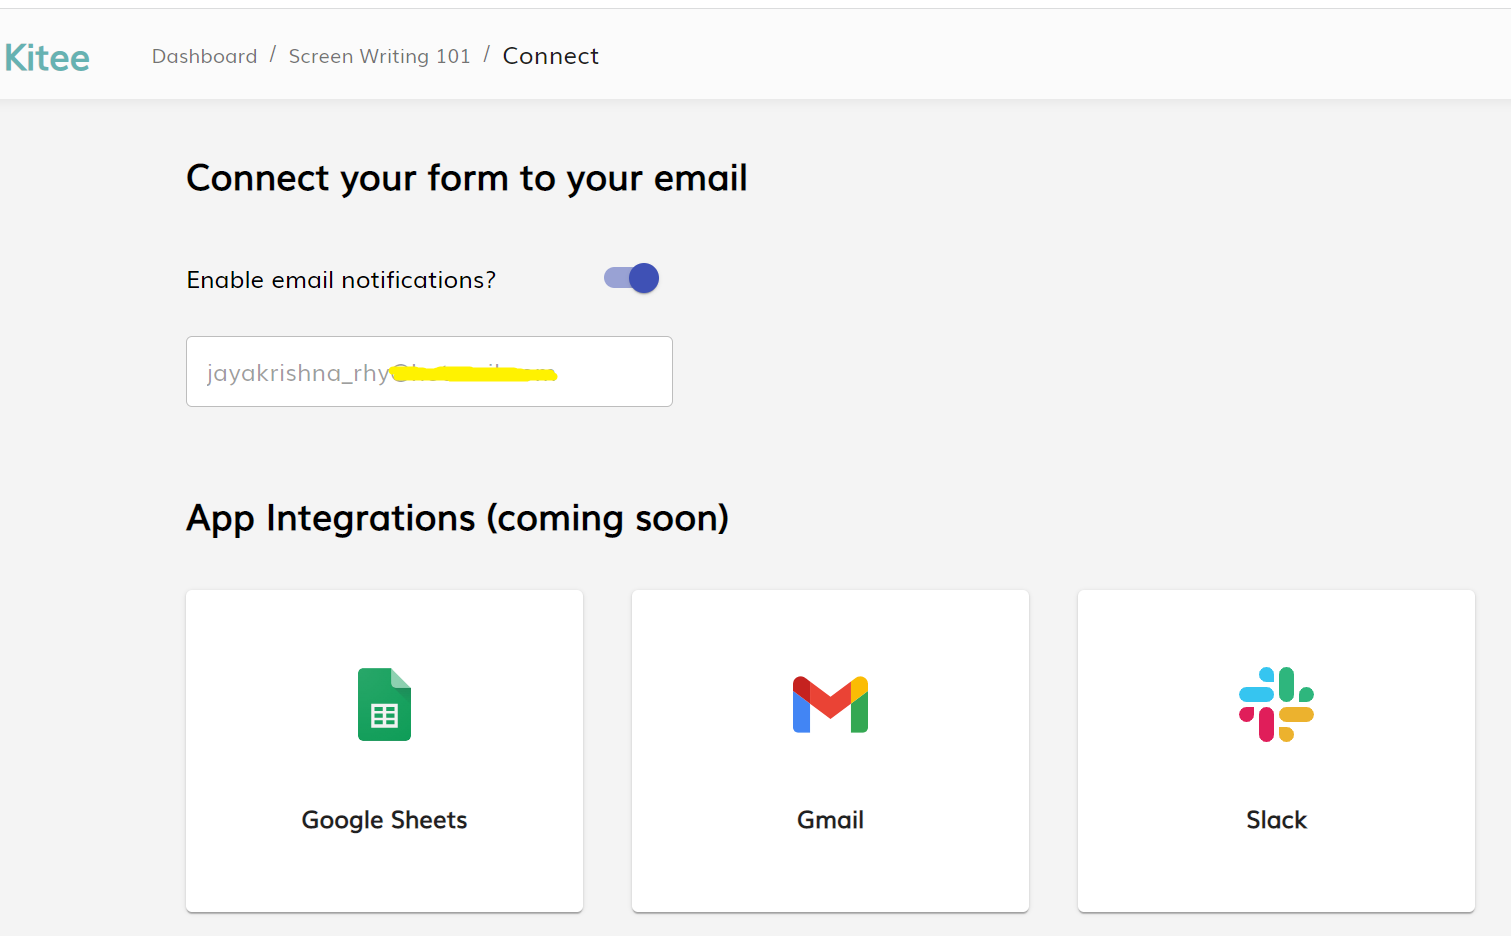 Kitee Dashboard / Screen Writing 101 / Connect
Connect your form to your email
Enable email notifications?
jayakrishna_rhy
App Integrations (coming soon)
Google Sheets
Gmail
Slack